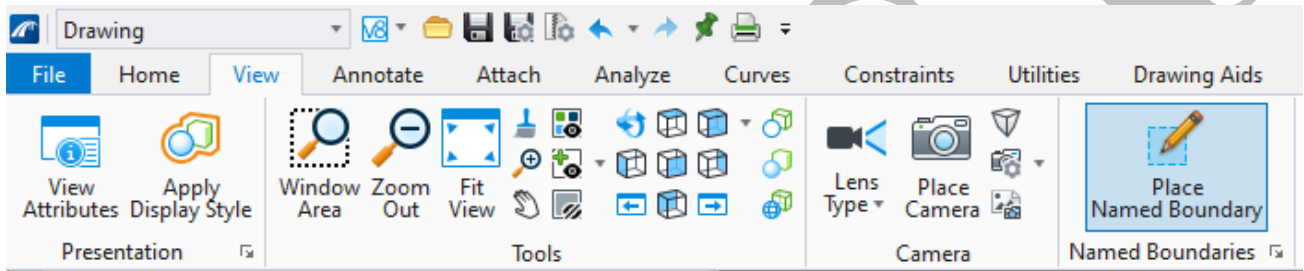 Drawing V8
File Home View Annotate Attach Analyze Curves Constraints Utilities Drawing Aids
View Attributes
Apply Display Style
Window Area
Zoom Out
Fit View
Lens Type
Place Camera
Place Named Boundary
Presentation Tools Camera Named Boundaries